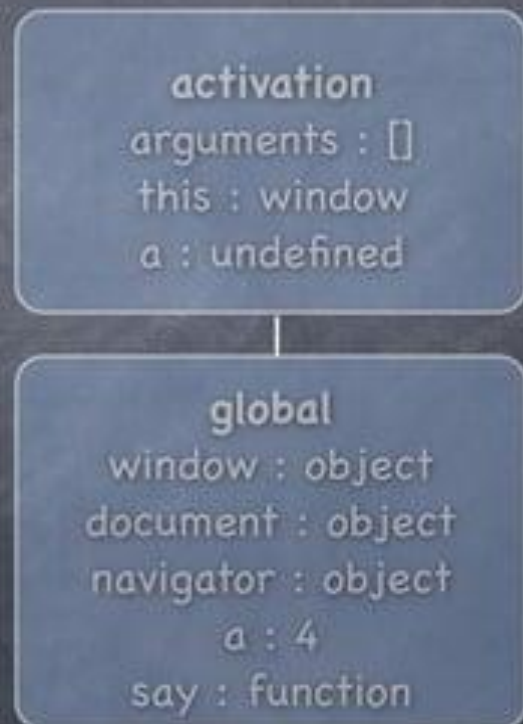 activation
arguments : []
this : window
a : undefined
global
window : object
document : object
navigator : object
a : 4
say : function